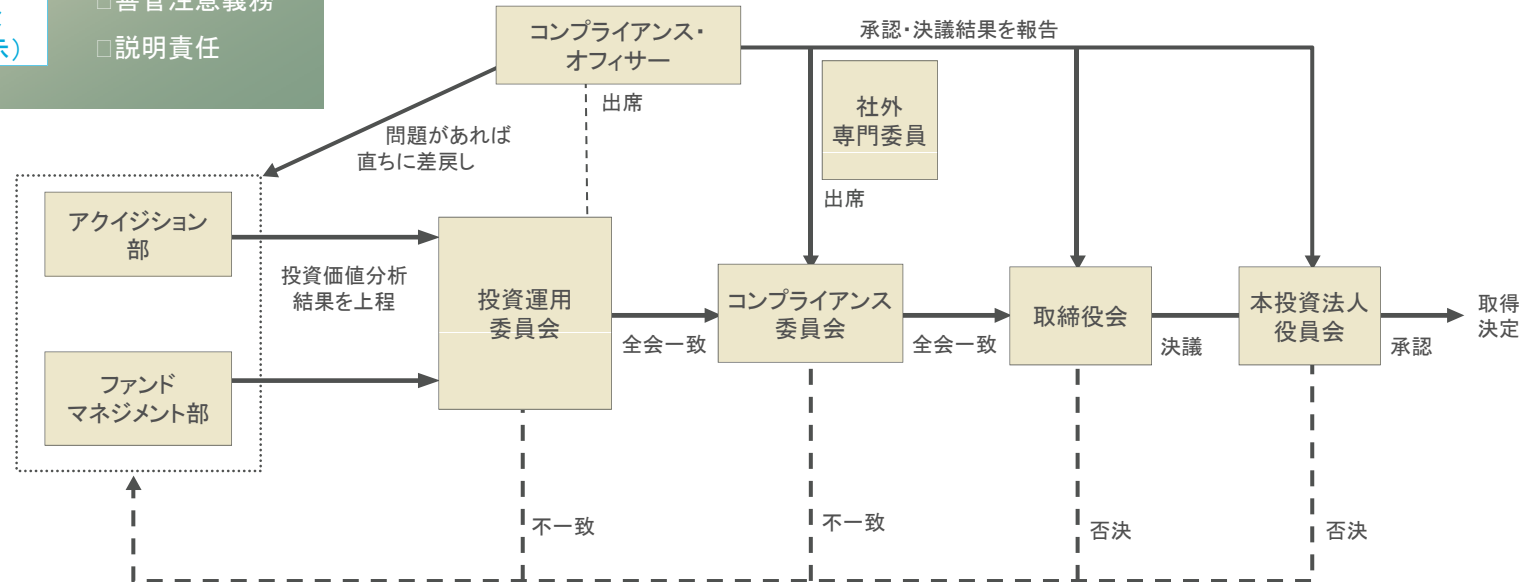 □善管注意義務
示）
□説明責任
コンプライアンス・
オフィサー
承認・決議結果を報告
出席
社外
専門委員
問題があれば
直ちに差戻し
出席
アクイジション
部
投資価値分析
結果を上程
投資運用
委員会
コンプライアンス
委員会
取締役会
本投資法人
役員会
取得
決定
全会一致
全会一致
決議
承認
ファンド
マネジメント部
不一致
不一致
否決
否決